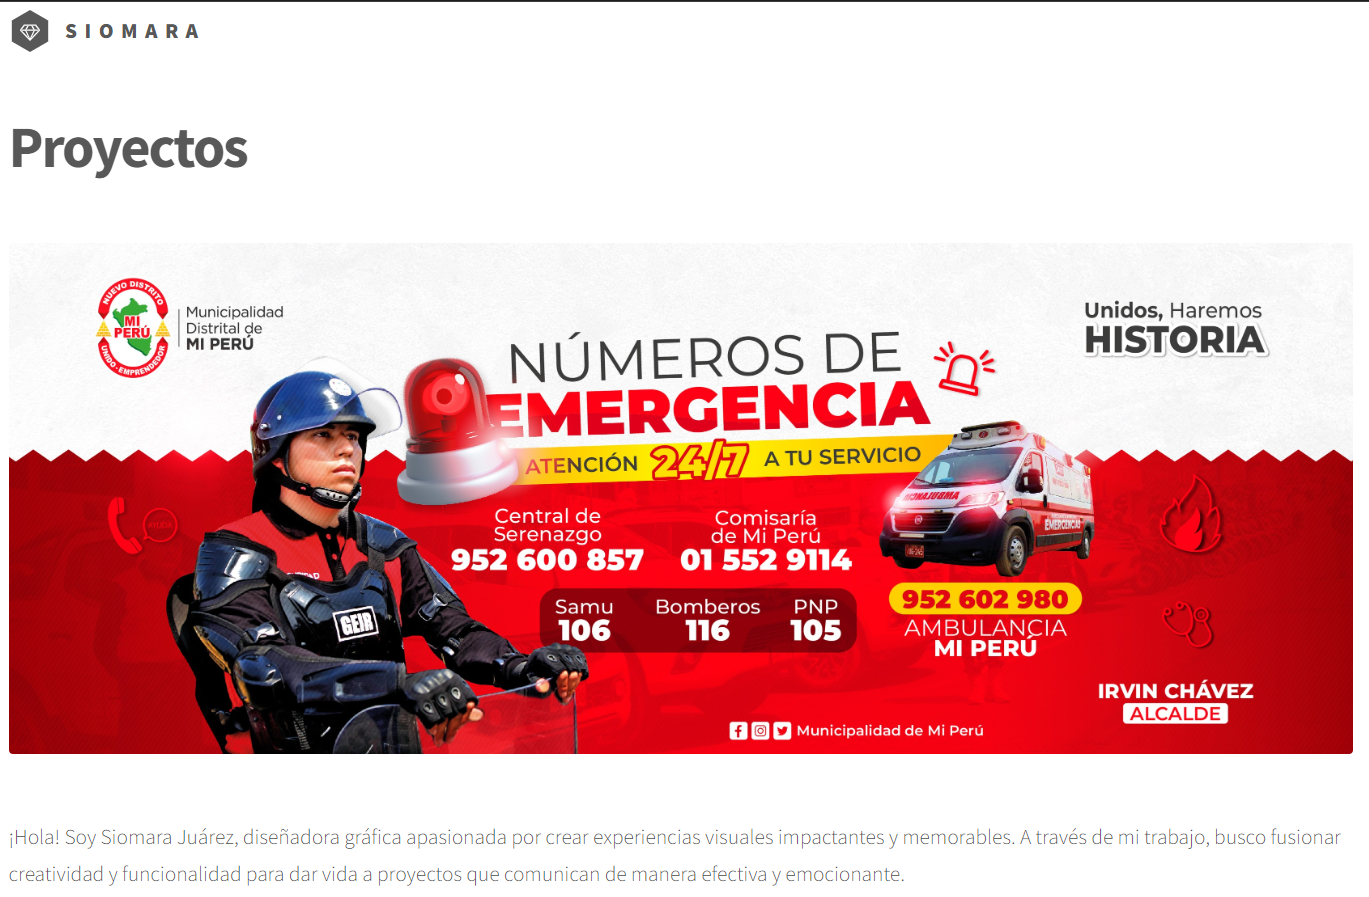 SIOMARA
Proyectos
NUEVO DISTRITO
MI
PERÚ
UNIDO - EMPRENDEDOR
Municipalidad
Distrital de
MI PERÚ
Unidos, Haremos
HISTORIA
NÚMEROS DE
EMERGENCIA
ATENCIÓN 24/7 A TU SERVICIO
AYUDA
GEIR
Central de
Serenazgo
952 600 857
Comisaría
de Mi Perú
01 552 9114
Samu
106
Bomberos
116
PNP
105
AMBULANCIA
EMERGENCIAS
952 602 980
AMBULANCIA
MI PERÚ
IRVIN CHÁVEZ
ALCALDE
Municipalidad de Mi Perú
¡Hola! Soy Siomara Juárez, diseñadora gráfica apasionada por crear experiencias visuales impactantes y memorables. A través de mi trabajo, busco fusionar
creatividad y funcionalidad para dar vida a proyectos que comunican de manera efectiva y emocionante.